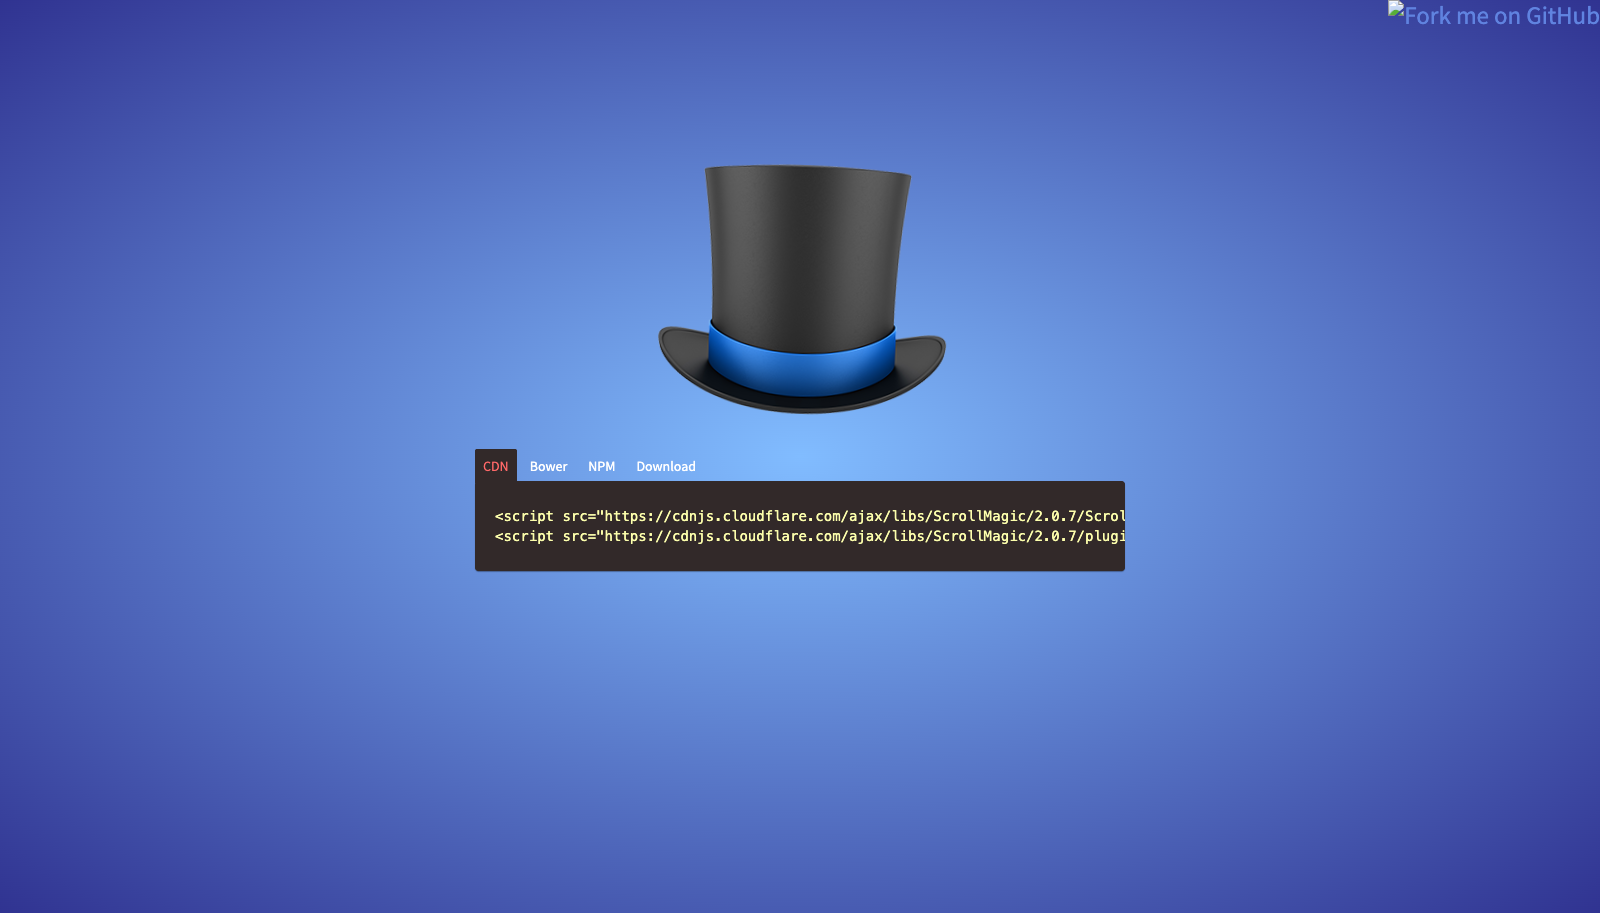 Fork me on GitHub
CDN Bower NPM Download
<script src="https://cdnjs.cloudflare.com/ajax/libs/ScrollMagic/2.0.7/Scrol
<script src="https://cdnjs.cloudflare.com/ajax/libs/ScrollMagic/2.0.7/plugi